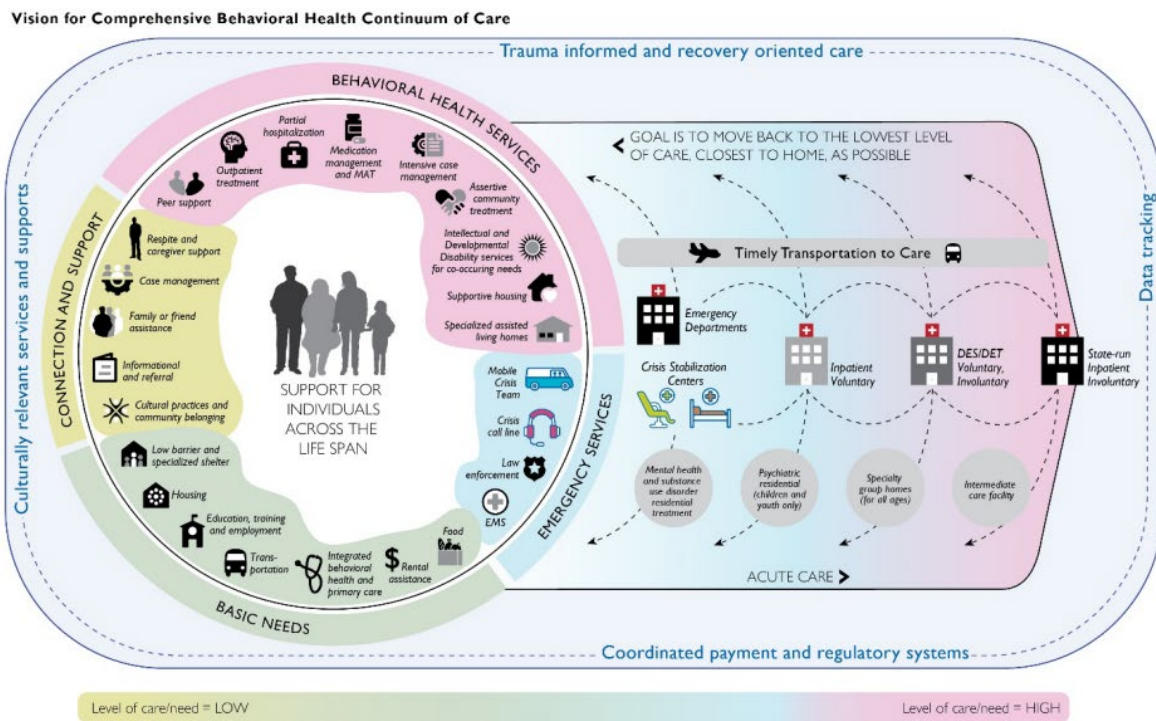 Vision for Comprehensive Behavioral Health Continuum of Care
Trauma informed and recovery oriented care
Culturally relevant services and supports
Data tracking
Coordinated payment and regulatory systems
BEHAVIORAL HEALTH SERVICES
Peer support
Outpatient
treatment
Partial
hospitalization
Medication
management
and MAT
Intensive case
management
Assertive
community
treatment
Intellectual and
Developmental
Disability services
for co-occuring needs
Supportive housing
Specialized assisted
living homes
CONNECTION AND SUPPORT
Respite and
caregiver support
Case management
Family or friend
assistance
Informational
and referral
Cultural practices and
community belonging
SUPPORT FOR
INDIVIDUALS
ACROSS THE
LIFE SPAN
EMERGENCY SERVICES
Mobile
Crisis
Team
Crisis
call line
Law
enforcement
EMS
BASIC NEEDS
Low barrier and
specialized shelter
Housing
Education, training
and employment
Trans-
portation
Integrated
behavioral
health and
primary care
$ Rental
assistance
Food
< GOAL IS TO MOVE BACK TO THE LOWEST LEVEL
OF CARE, CLOSEST TO HOME, AS POSSIBLE
Timely Transportation to Care
Emergency
Departments
Crisis Stabilization
Centers
Inpatient
Voluntary
DES/DET
Voluntary,
Involuntary
State-run
Inpatient
Involuntary
Mental health
and substance
use disorder
residential
treatment
Psychiatric
residential
(children and
youth only)
Specialty
group homes
(for all ages)
Intermediate
care facility
ACUTE CARE >
Level of care/need = LOW
Level of care/need = HIGH